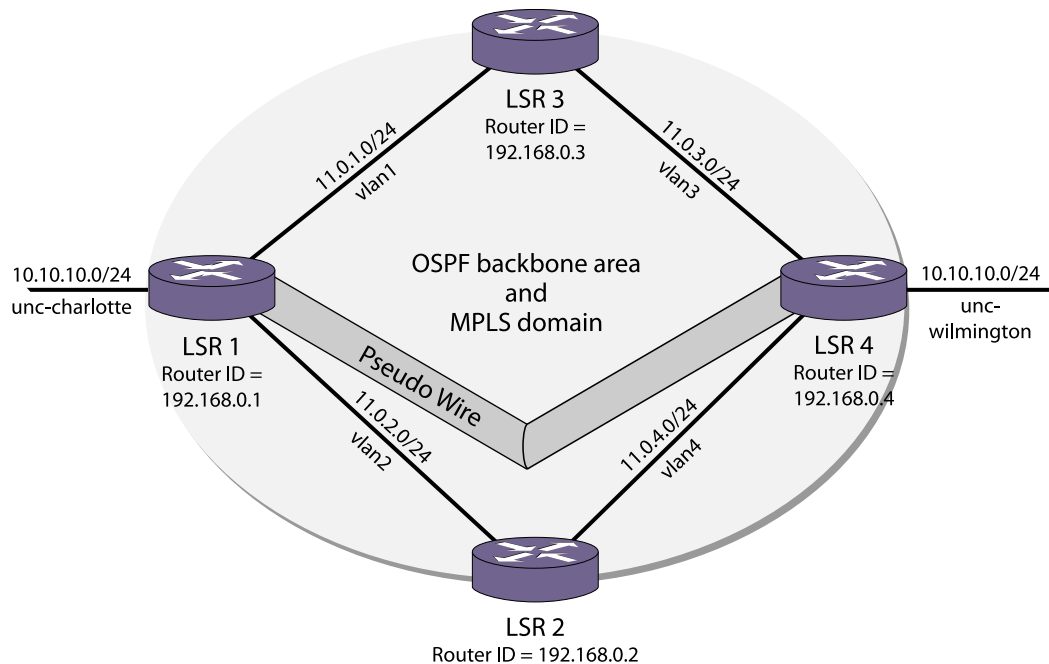 LSR 3
Router ID =
192.168.0.3
11.0.1.0/24
vlan1
11.0.3.0/24
vlan3
10.10.10.0/24
unc-charlotte
OSPF backbone area
and
MPLS domain
10.10.10.0/24
unc-
wilmington
LSR 1
Router ID =
192.168.0.1
LSR 4
Router ID =
192.168.0.4
Pseudo Wire
11.0.2.0/24
vlan2
11.0.4.0/24
vlan4
LSR 2
Router ID = 192.168.0.2